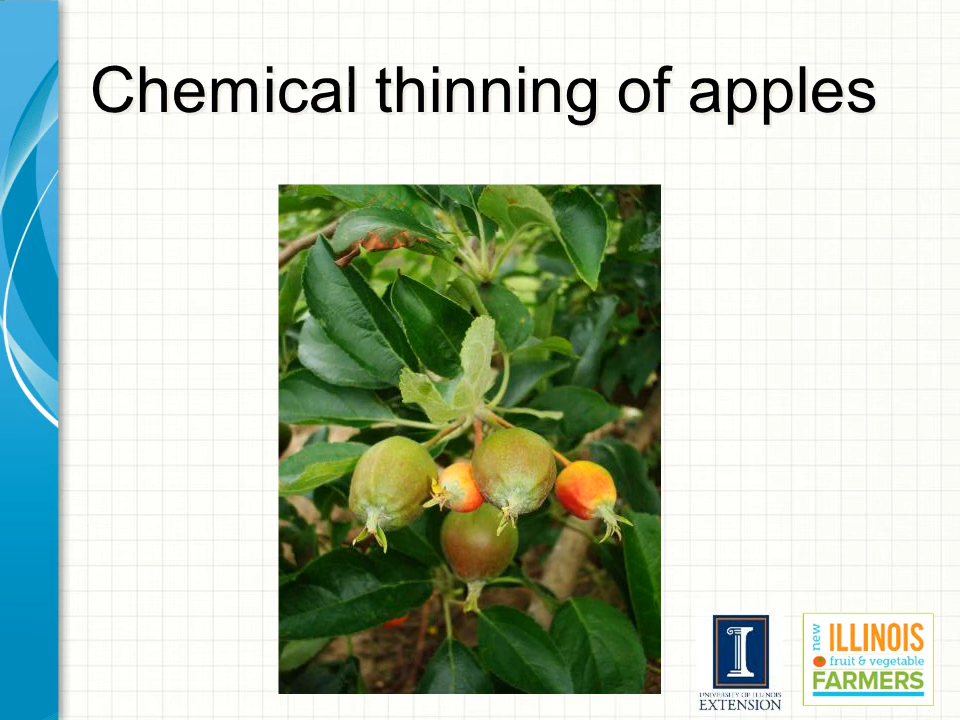 Chemical thinning of apples
I
UNIVERSITY OF ILLINOIS
EXTENSION
new
ILLINOIS
fruit & vegetable
FARMERS